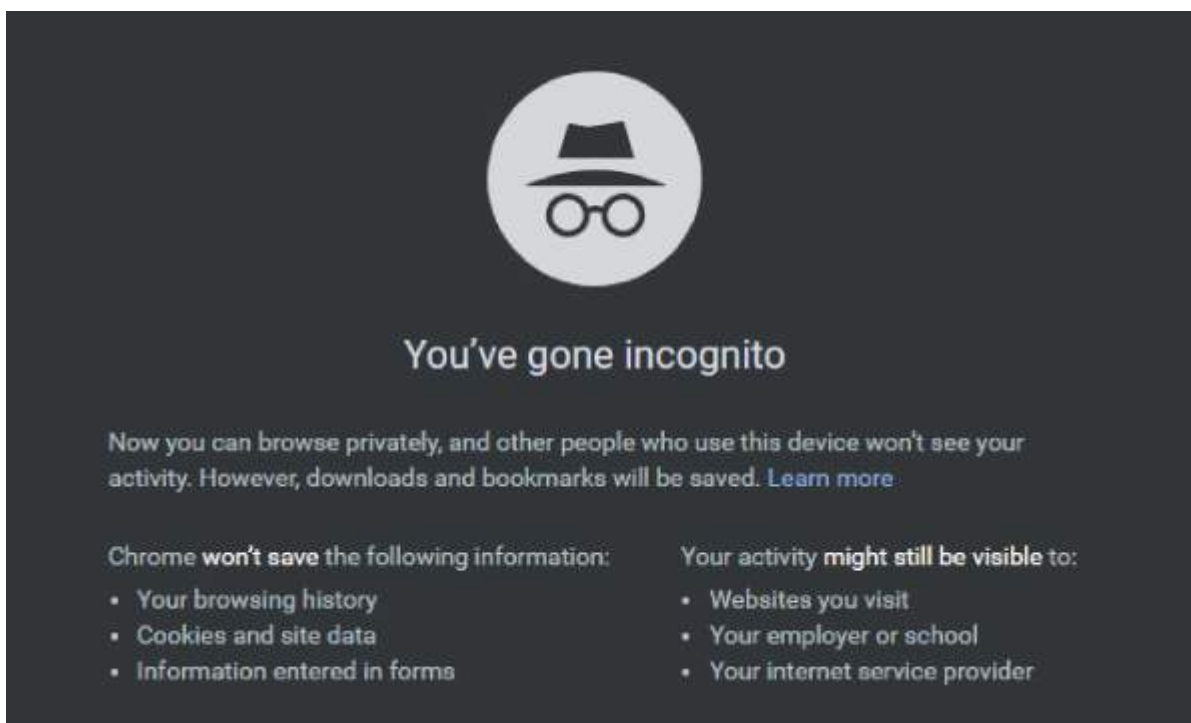 You've gone incognito
Now you can browse privately, and other people who use this device won't see your
activity. However, downloads and bookmarks will be saved. Learn more
Chrome won't save the following information:
• Your browsing history
• Cookies and site data
• Information entered in forms
Your activity might still be visible to:
• Websites you visit
• Your employer or school
• Your internet service provider